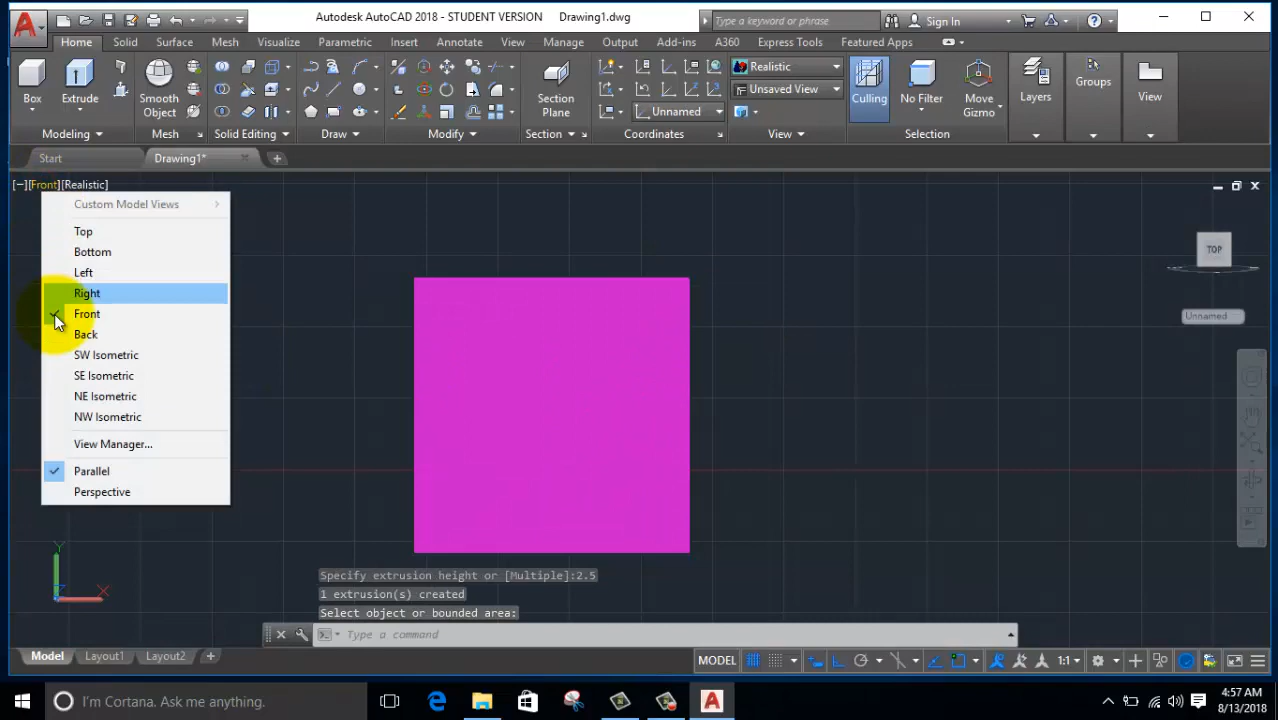 Autodesk AutoCAD 2018 - STUDENT VERSION Drawing1.dwg
Type a keyword or phrase
Sign In
Home Solid Surface Mesh Visualize Parametric Insert Annotate View Manage Output Add-ins A360 Express Tools Featured Apps
Box
Extrude
Smooth
Object
Section
Plane
Realistic
Unsaved View
Unnamed
Culling
No Filter
Move
Gizmo
Layers
Groups
View
Modeling
Mesh
Solid Editing
Draw
Modify
Section
Coordinates
View
Selection
Start
Drawing1*
[−][Front][Realistic]
Custom Model Views
Top
Bottom
Left
Right
Front
Back
SW Isometric
SE Isometric
NE Isometric
NW Isometric
View Manager...
Parallel
Perspective
TOP
Unnamed
Y
X
Specify extrusion height or [Multiple]:2.5
1 extrusion(s) created
Select object or bounded area:
Type a command
Model Layout1 Layout2
MODEL
1:1
I'm Cortana. Ask me anything.
4:57 AM
8/13/2018